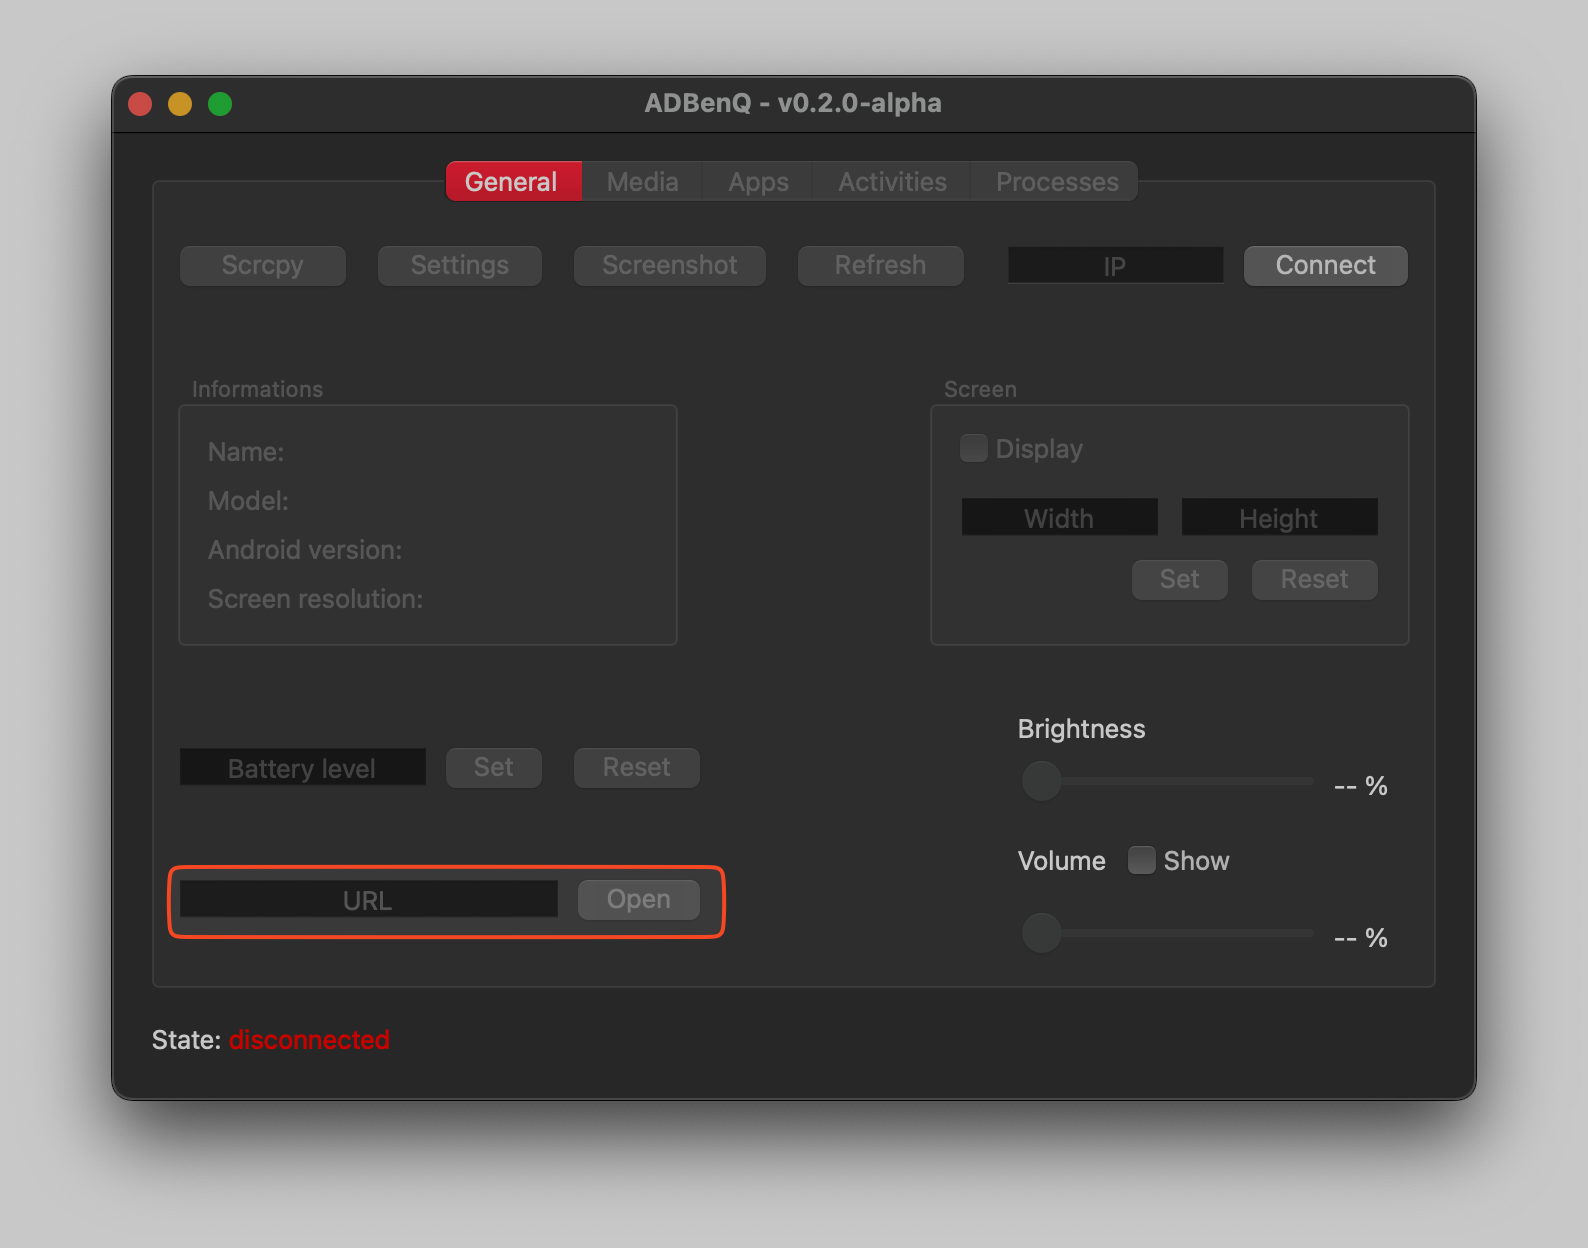 ADBenQ - v0.2.0-alpha
General Media Apps Activities Processes
Scrcpy Settings Screenshot Refresh IP Connect
Informations
Name:
Model:
Android version:
Screen resolution:
Screen
Display
Width Height
Set Reset
Battery level Set Reset
Brightness
-- %
URL Open
Volume Show
-- %
State: disconnected